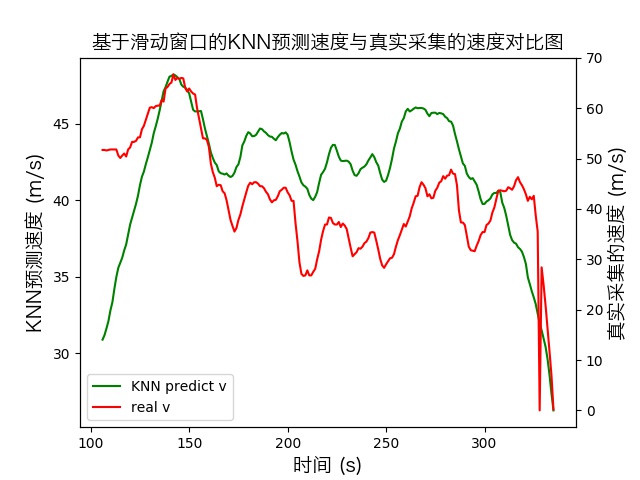 基于滑动窗口的KNN预测速度与真实采集的速度对比图
KNN预测速度 (m/s)
45
40
35
30
70
60
50
40
30
20
10
0
真实采集的速度 (m/s)
KNN predict v
real v
100 150 200 250 300
时间 (s)